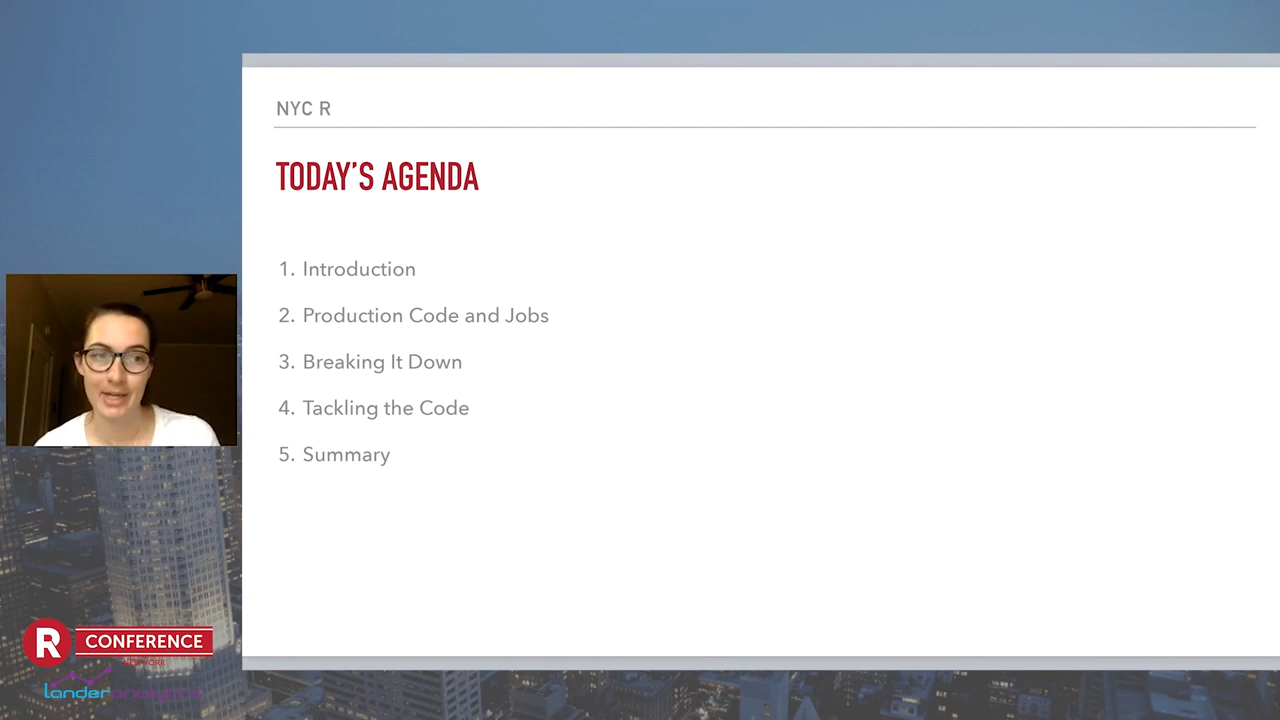 NYC R
TODAY’S AGENDA
1. Introduction
2. Production Code and Jobs
3. Breaking It Down
4. Tackling the Code
5. Summary
R CONFERENCE
NEW YORK
landeranalytics